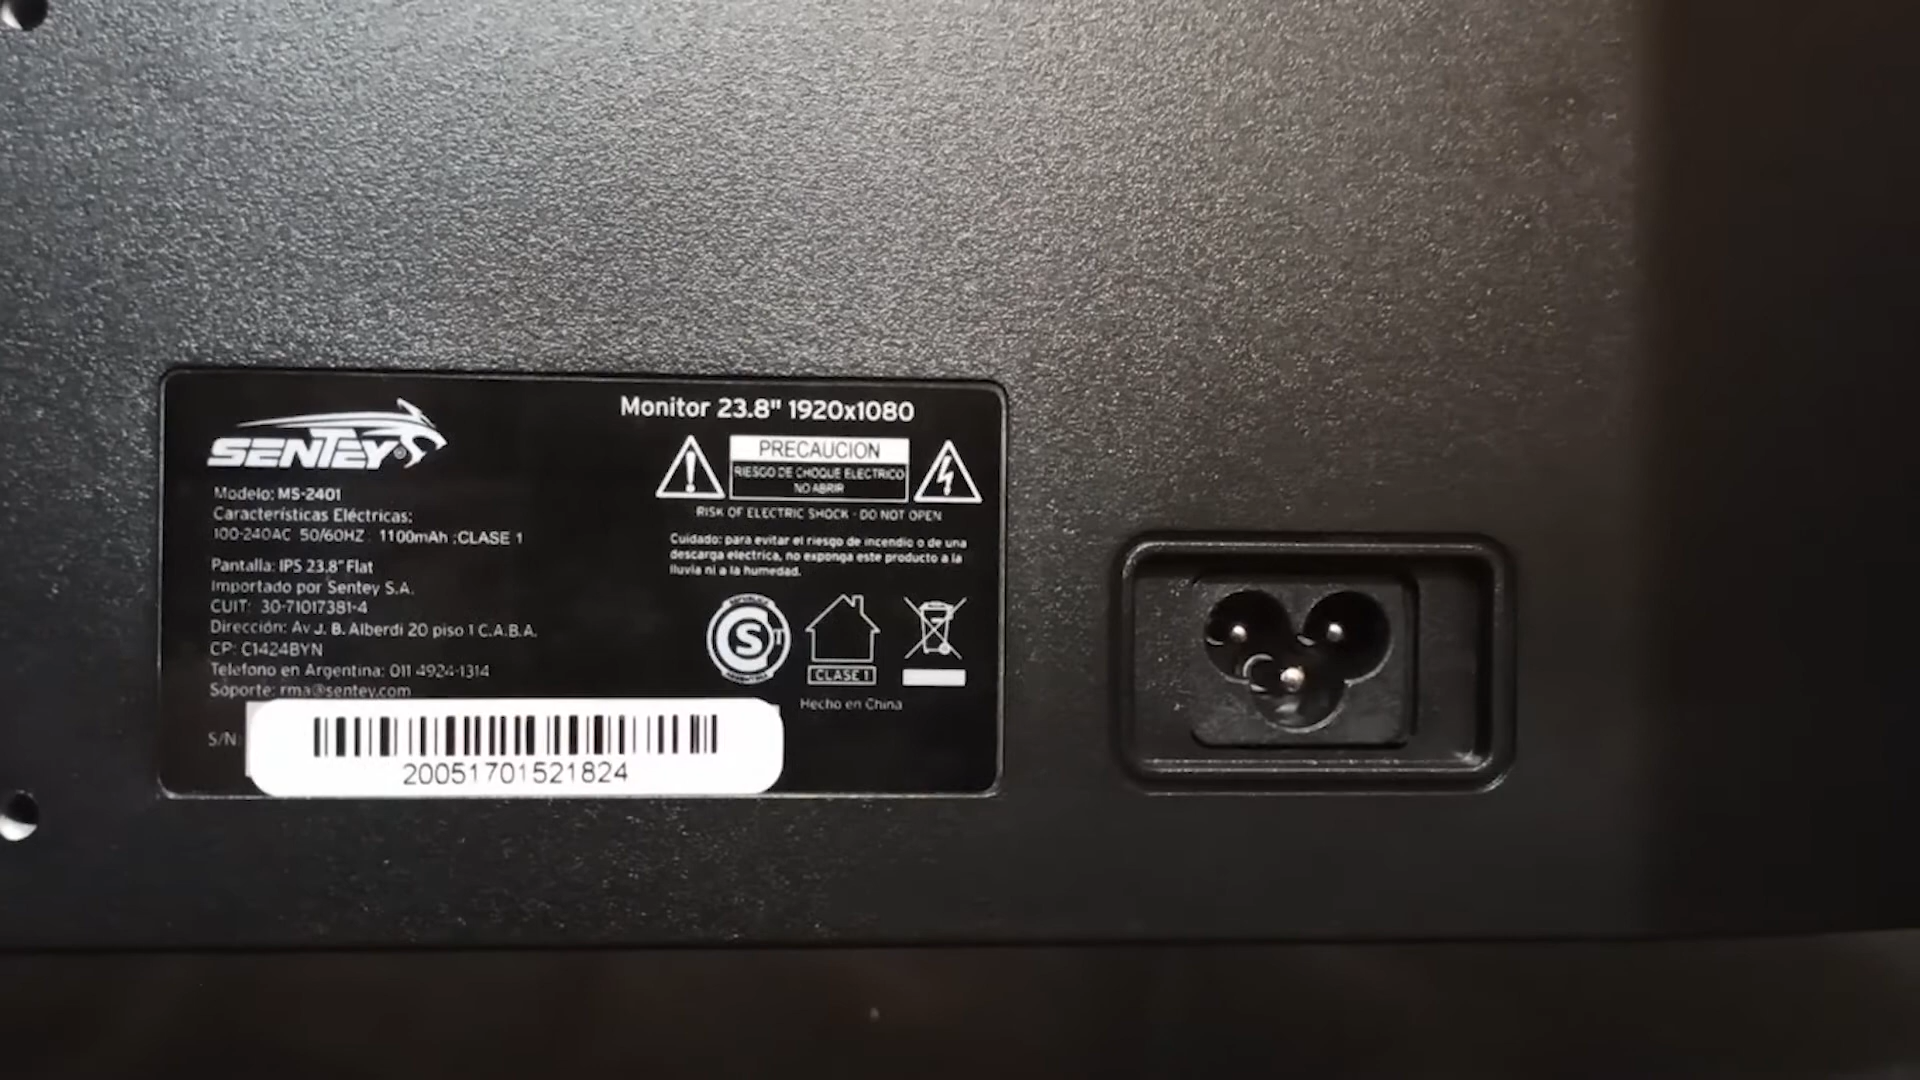 SENTEY®
Modelo: MS-2401
Características Eléctricas:
100-240AC 50/60HZ 1100mAh ;CLASE 1
Pantalla: IPS 23.8" Flat
Importado por Sentey S.A.
CUIT: 30-71017381-4
Dirección: Av J. B. Alberdi 20 piso 1 C.A.B.A.
CP: C1424BYN
Telefono en Argentina: 011 4924-1314
Soporte: rma@sentey.com
S/N:
20051701521824
Monitor 23.8" 1920x1080
PRECAUCION
RIESGO DE CHOQUE ELECTRICO
NO ABRIR
RISK OF ELECTRIC SHOCK - DO NOT OPEN
Cuidado: para evitar el riesgo de incendio o de una
descarga electrica, no exponga este producto a la
lluvia ni a la humedad.
REPUBLICA
S
ARGENTINA
CLASE 1
Hecho en China